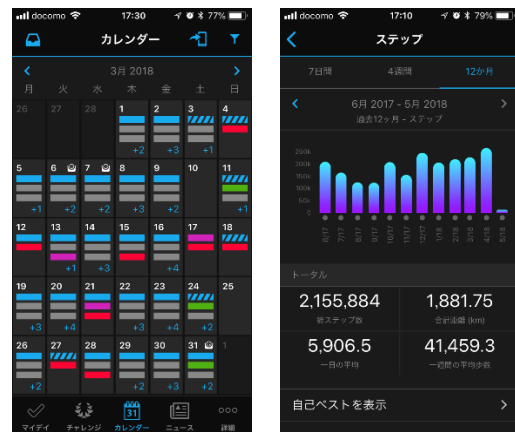 docomo 17:30 77%
カレンダー
3月 2018
月 火 水 木 金 土 日
26 27 28 1 2 3 4
+2 +3 +1
5 6 7 8 9 10 11
+1 +2 +2 +3 +2 +1
12 13 14 15 16 17 18
+1 +3 +4
19 20 21 22 23 24 25
+3 +4 +3 +2 +2
26 27 28 29 30 31 1
+2 +2 +3 +2
31
マイデイ チャレンジ カレンダー ニュース 詳細
docomo 17:10 79%
ステップ
7日間 4週間 12か月
6月 2017 - 5月 2018
過去12ヶ月 - ステップ
250k
200k
150k
100k
50k
0
6/17 7/17 8/17 9/17 10/17 11/17 12/17 1/18 2/18 3/18 4/18 5/18
トータル
2,155,884 1,881.75
総ステップ数 合計距離 (km)
5,906.5 41,459.3
一日の平均 一週間の平均歩数
自己ベストを表示